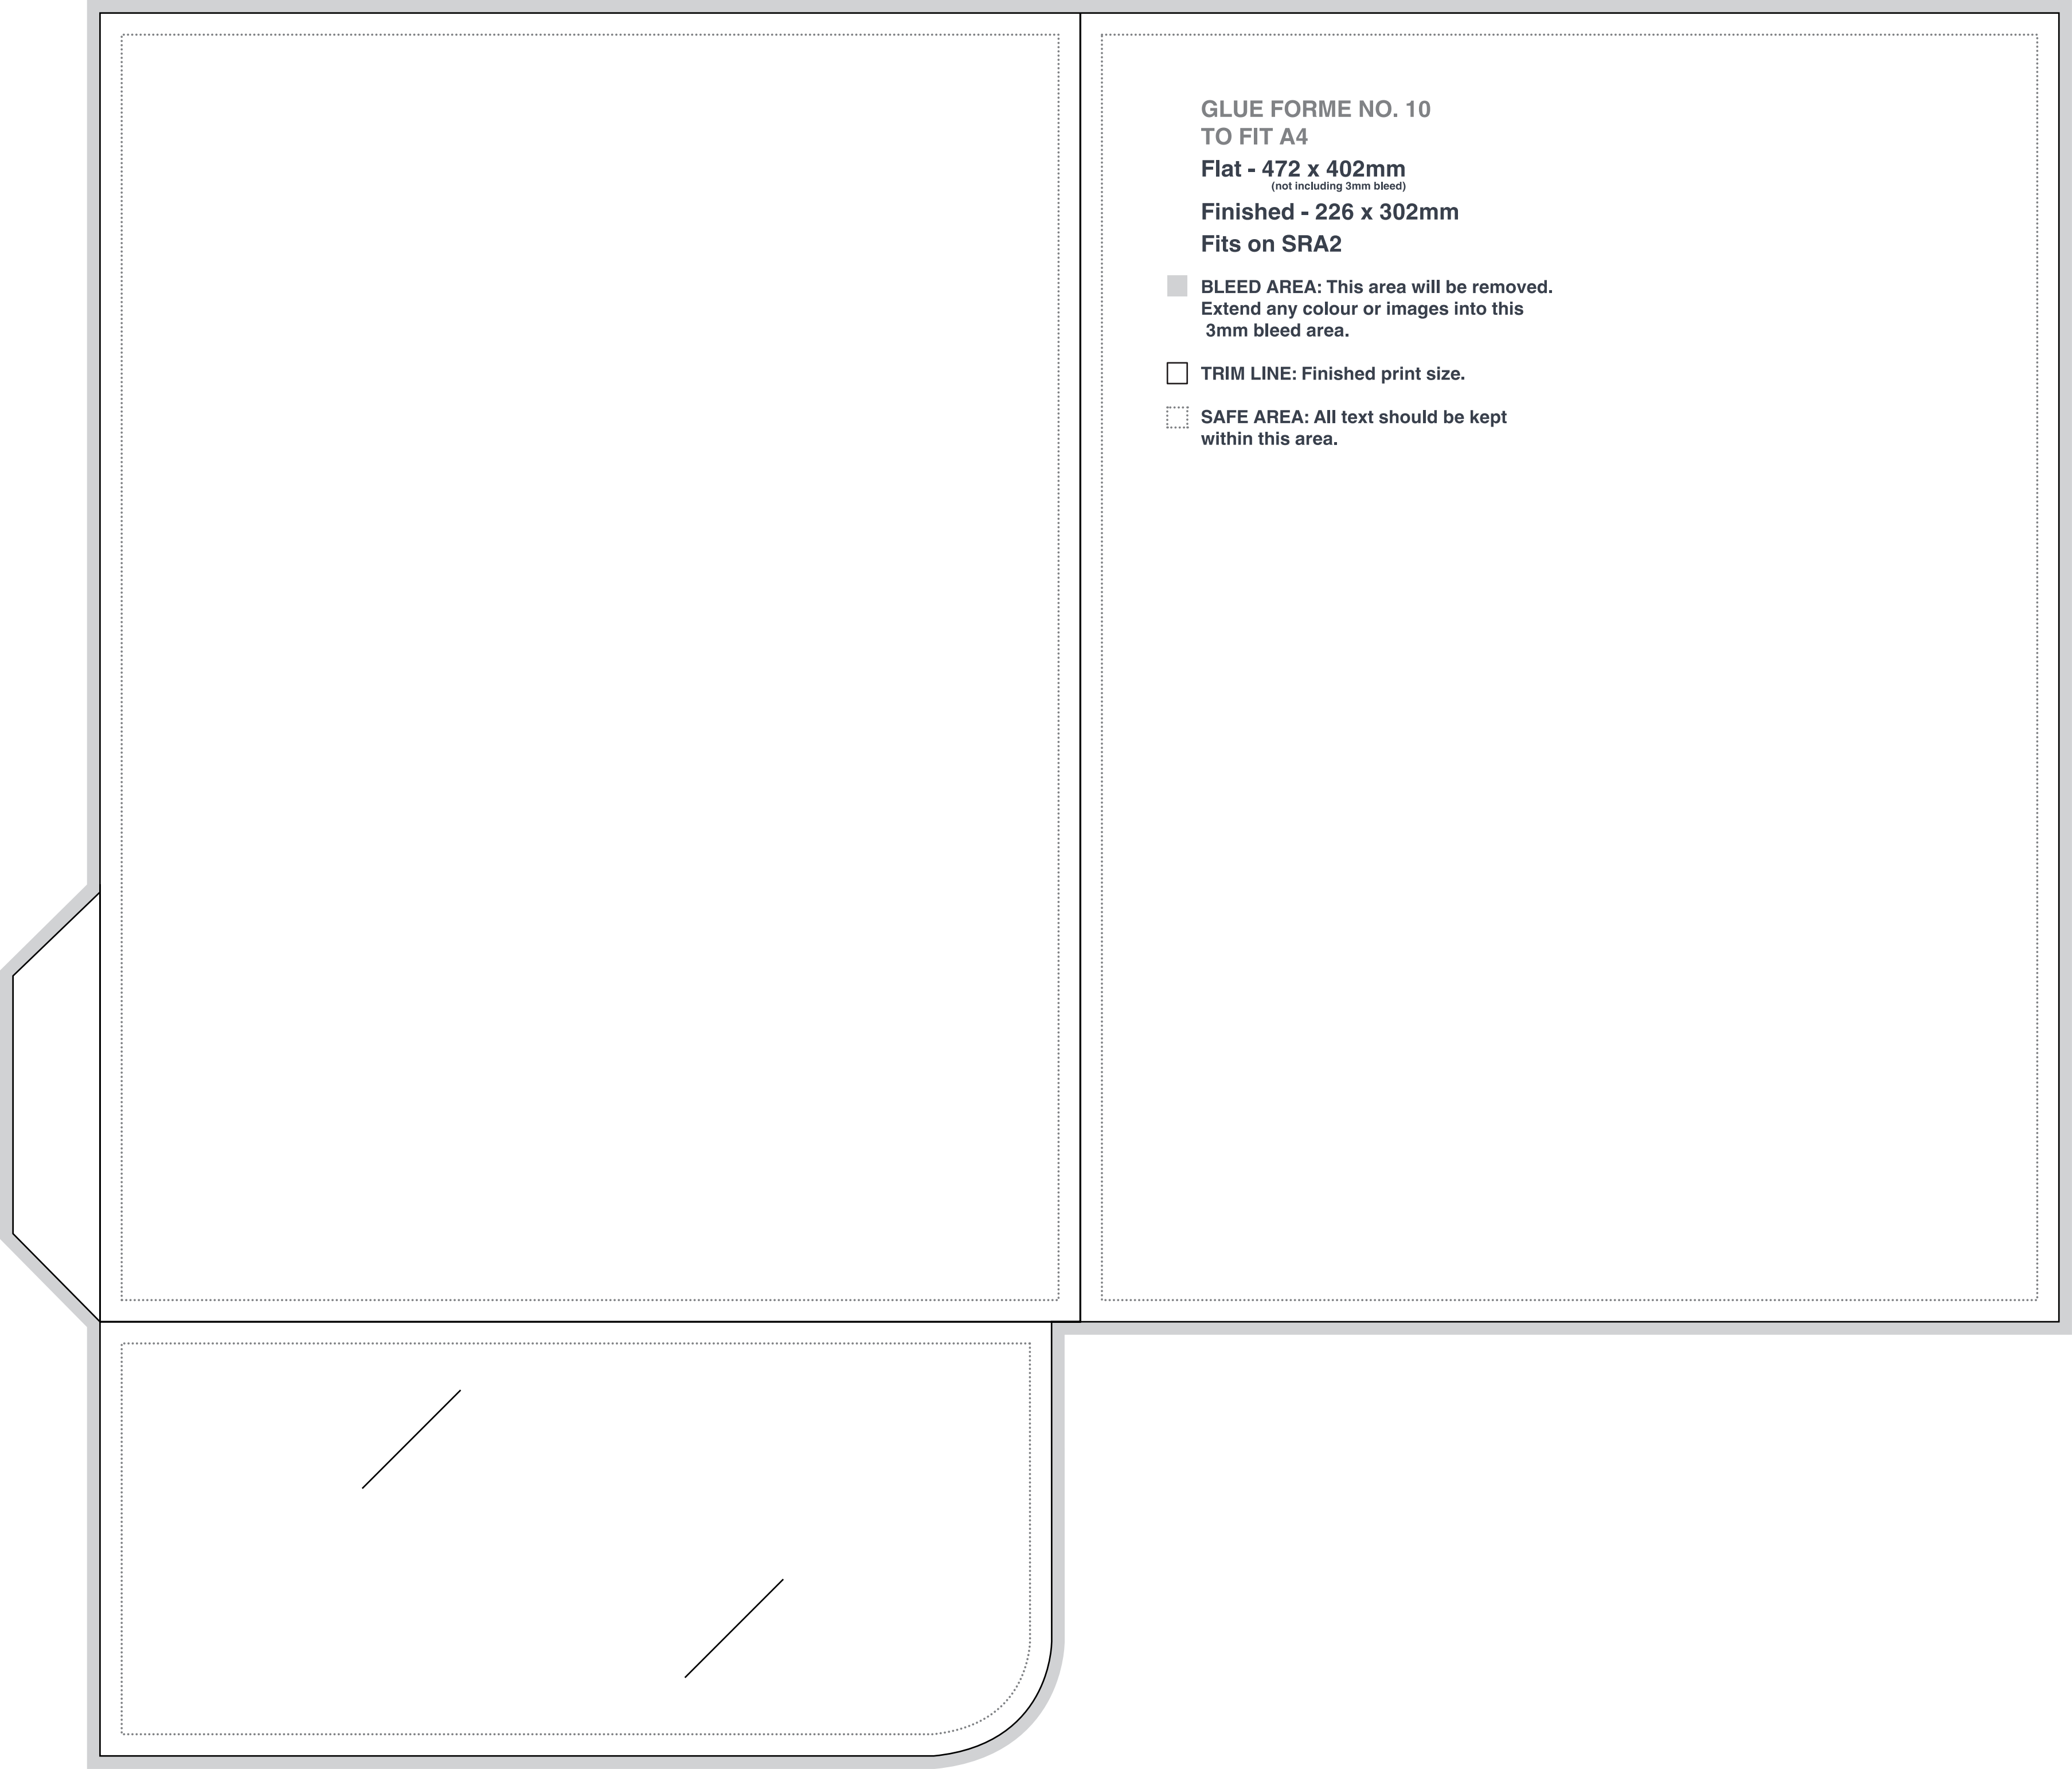 GLUE FORME NO. 10
TO FIT A4
Flat - 472 x 402mm
(not including 3mm bleed)
Finished - 226 x 302mm
Fits on SRA2
BLEED AREA: This area will be removed.
Extend any colour or images into this
3mm bleed area.
TRIM LINE: Finished print size.
SAFE AREA: All text should be kept
within this area.